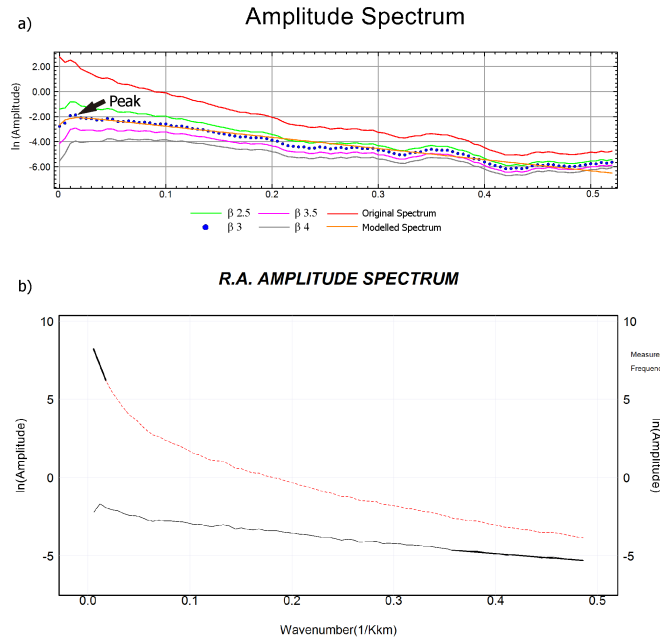 a)
Amplitude Spectrum
ln (Amplitude)
2.00
0.00
-2.00
-4.00
-6.00
Peak
0 0.1 0.2 0.3 0.4 0.5
β 2.5 β 3.5 Original Spectrum
β 3 β 4 Modelled Spectrum
b)
R.A. AMPLITUDE SPECTRUM
10 10
5 5
0 0
-5 -5
ln(Amplitude)
ln(Amplitude)
Measure
Frequenc
0.0 0.1 0.2 0.3 0.4 0.5
Wavenumber(1/Kkm)